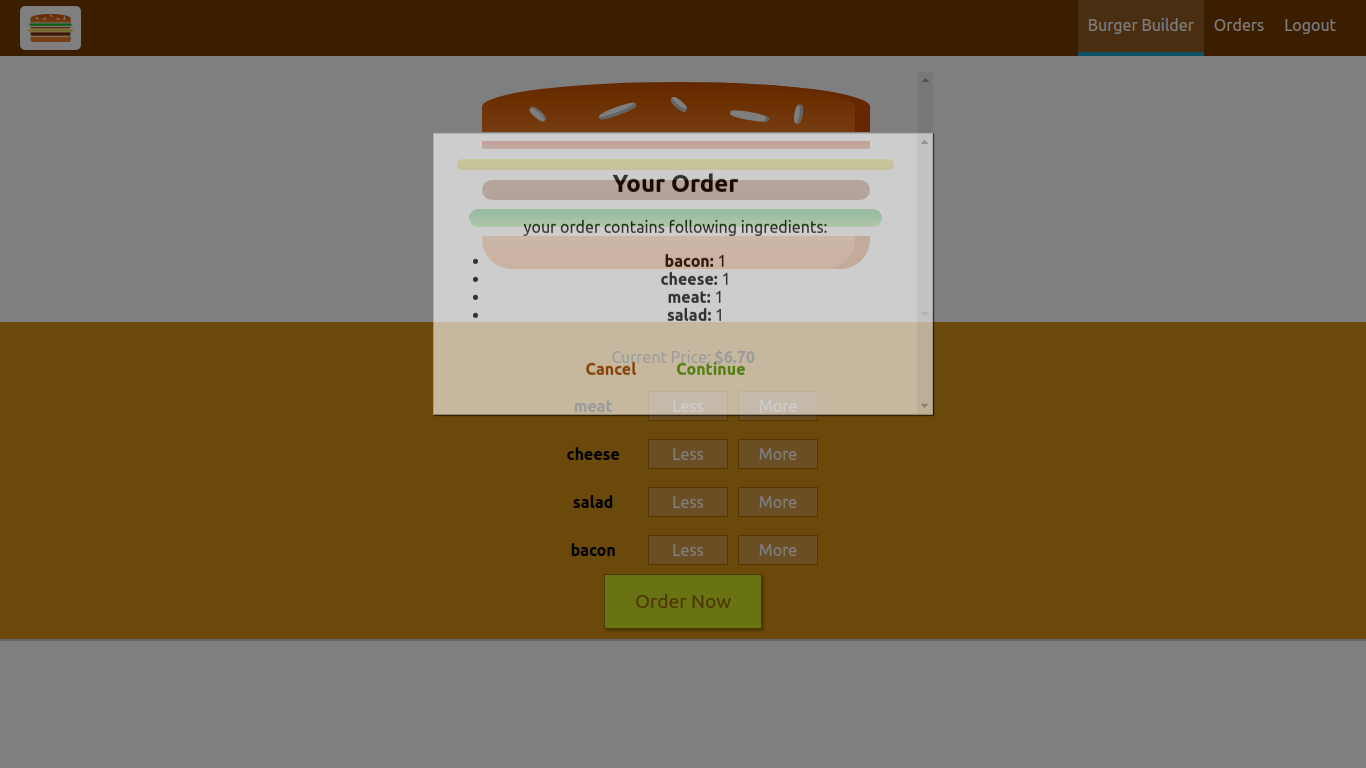 Burger Builder Orders Logout
Your Order
your order contains following ingredients:
bacon: 1
cheese: 1
meat: 1
salad: 1
Current Price: $6.70
Cancel Continue
meat Less More
cheese Less More
salad Less More
bacon Less More
Order Now